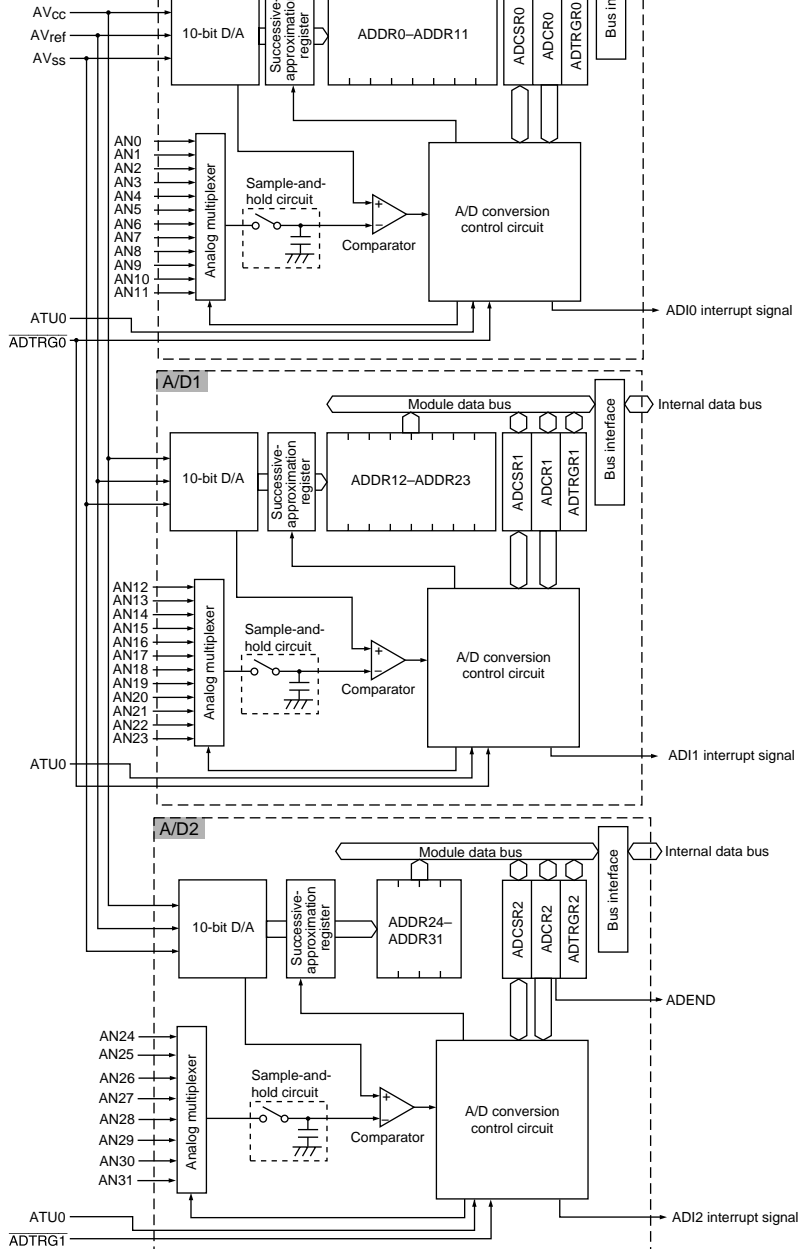 AVcc
AVref
AVss
10-bit D/A
Successive-
approximation
register
ADDR0–ADDR11
ADCSR0
ADCR0
ADTRGR0
AN0
AN1
AN2
AN3
AN4
AN5
AN6
AN7
AN8
AN9
AN10
AN11
Analog multiplexer
Sample-and-
hold circuit
+
−
Comparator
A/D conversion
control circuit
ADI0 interrupt signal
ATU0
ADTRG0
A/D1
Module data bus
Bus interface
Internal data bus
10-bit D/A
Successive-
approximation
register
ADDR12–ADDR23
ADCSR1
ADCR1
ADTRGR1
AN12
AN13
AN14
AN15
AN16
AN17
AN18
AN19
AN20
AN21
AN22
AN23
Analog multiplexer
Sample-and-
hold circuit
+
−
Comparator
A/D conversion
control circuit
ADI1 interrupt signal
ATU0
A/D2
Module data bus
Bus interface
Internal data bus
10-bit D/A
Successive-
approximation
register
ADDR24–
ADDR31
ADCSR2
ADCR2
ADTRGR2
ADEND
AN24
AN25
AN26
AN27
AN28
AN29
AN30
AN31
Analog multiplexer
Sample-and-
hold circuit
+
−
Comparator
A/D conversion
control circuit
ADI2 interrupt signal
ATU0
ADTRG1